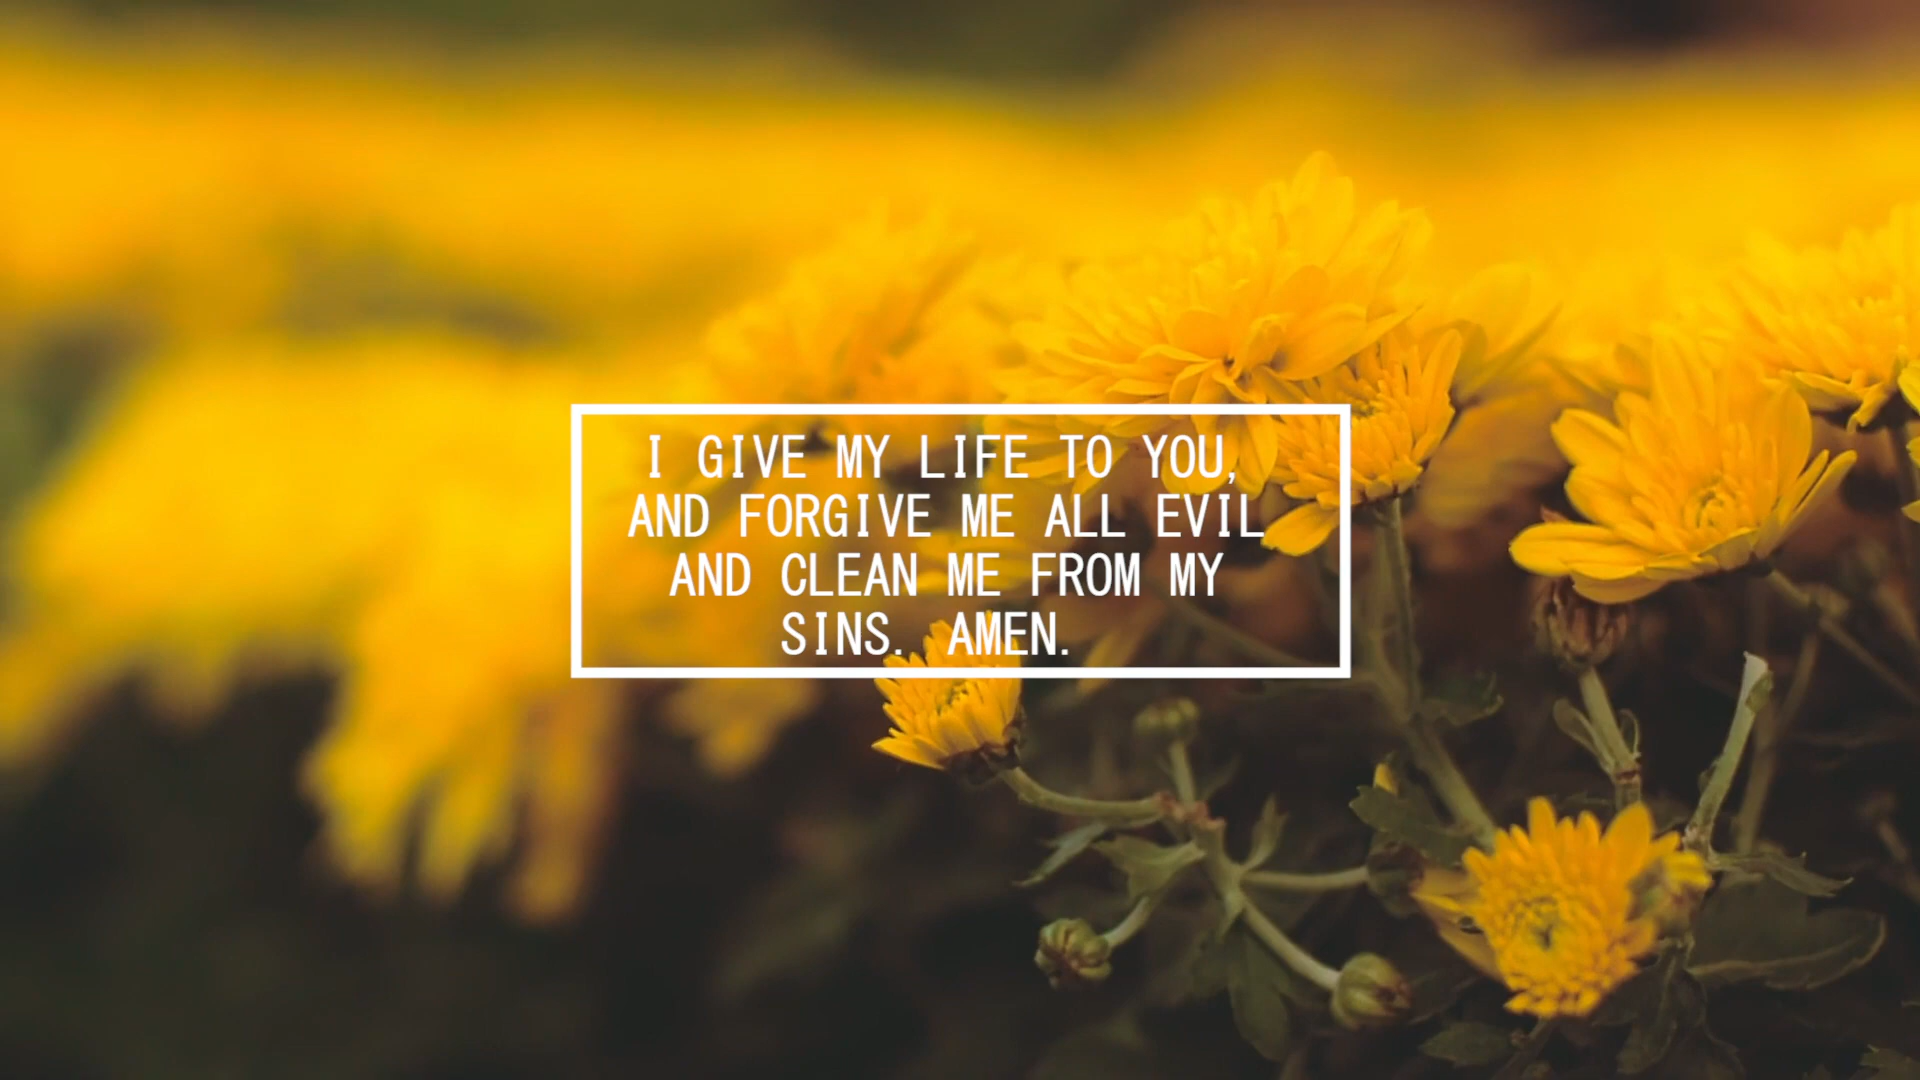 I GIVE MY LIFE TO YOU,
AND FORGIVE ME ALL EVIL
AND CLEAN ME FROM MY
SINS. AMEN.